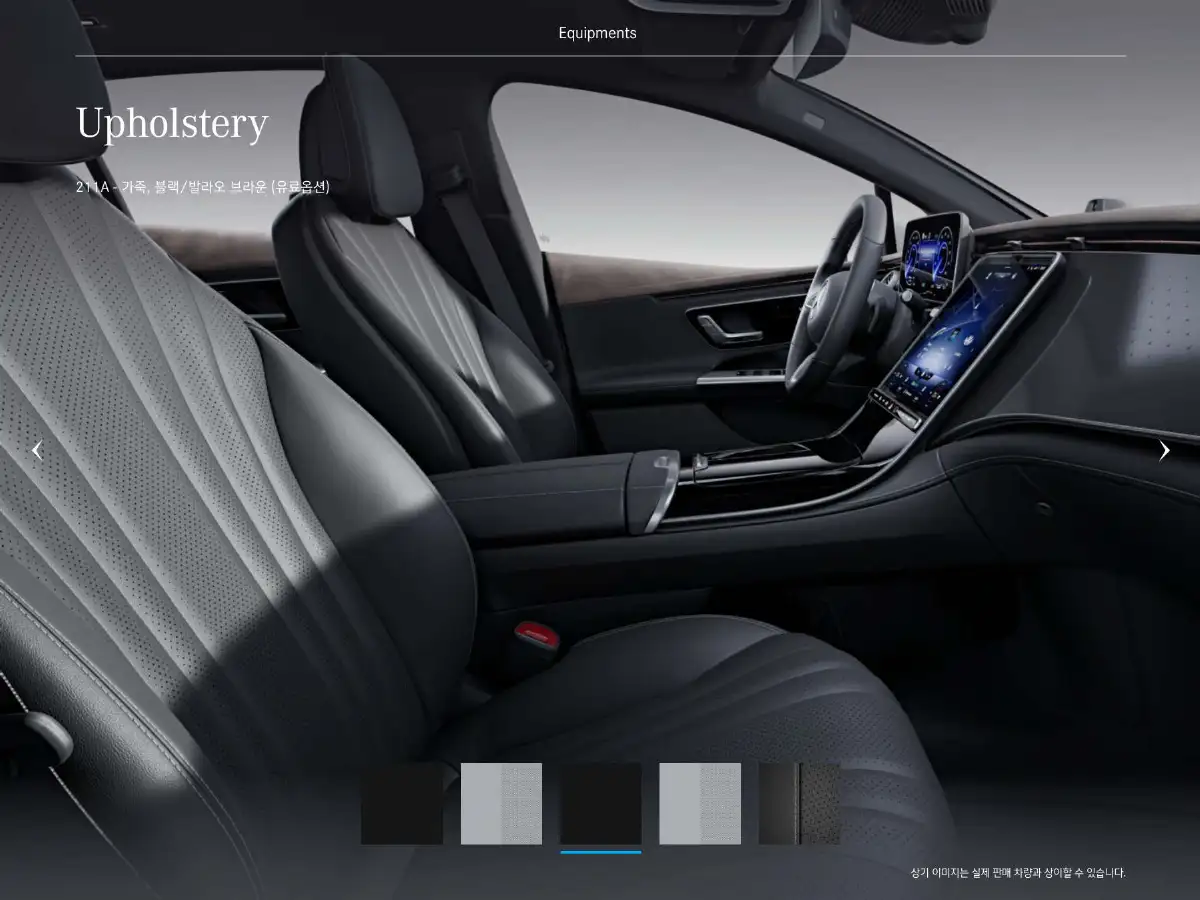 Equipments
Upholstery
211A - 가죽, 블랙/발라오 브라운 (유료옵션)
상기 이미지는 실제 판매 차량과 상이할 수 있습니다.